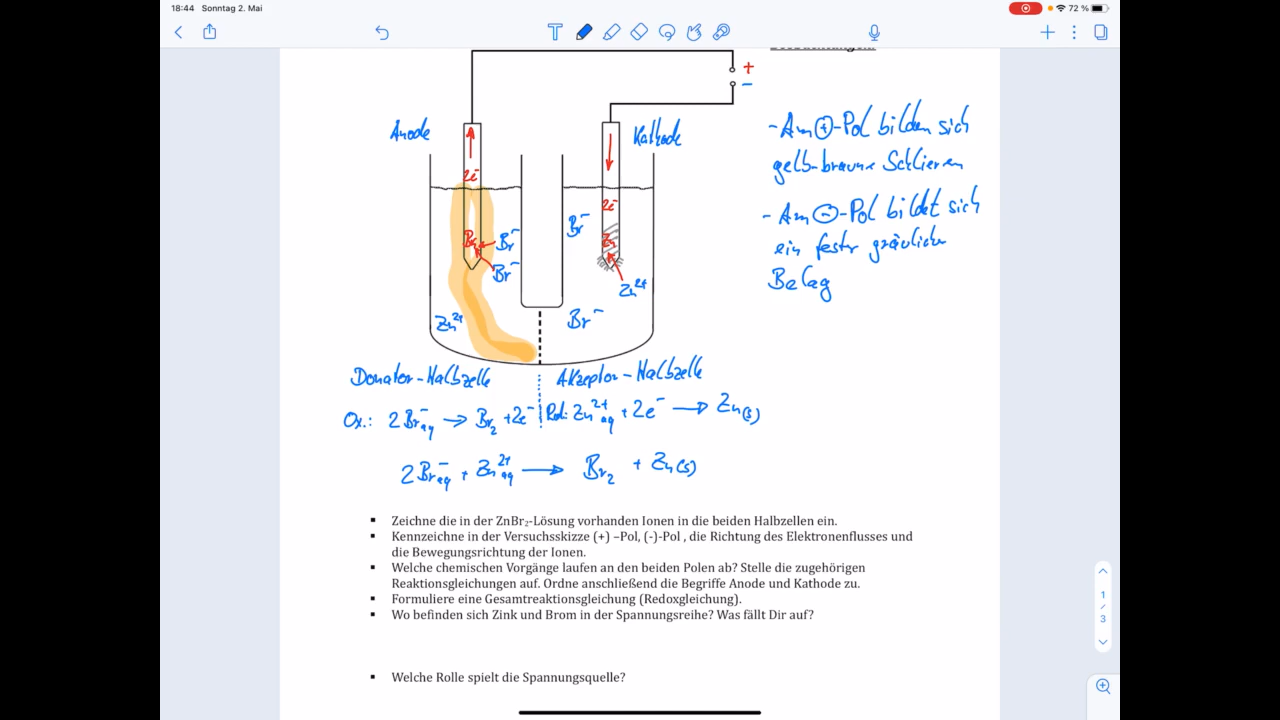 18:44 Sonntag 2. Mai
72 %
+
−
Anode
Kathode
2e⁻
2e⁻
Br⁻
Br₂
Br⁻
Br⁻
Zn
Zn²⁺
Zn²⁺
Br⁻
- Am ⊕-Pol bilden sich
gelb-braune Schlieren
- Am ⊖-Pol bildet sich
ein fester gräulicher
Belag
Donator-Halbzelle
Akzeptor-Halbzelle
Ox.: 2Br⁻aq → Br₂ + 2e⁻
Red: Zn²⁺aq + 2e⁻ → Zn(s)
2Br⁻aq + Zn²⁺aq → Br₂ + Zn(s)
▪ Zeichne die in der ZnBr₂-Lösung vorhanden Ionen in die beiden Halbzellen ein.
▪ Kennzeichne in der Versuchsskizze (+) –Pol, (-)-Pol , die Richtung des Elektronenflusses und
die Bewegungsrichtung der Ionen.
▪ Welche chemischen Vorgänge laufen an den beiden Polen ab? Stelle die zugehörigen
Reaktionsgleichungen auf. Ordne anschließend die Begriffe Anode und Kathode zu.
▪ Formuliere eine Gesamtreaktionsgleichung (Redoxgleichung).
▪ Wo befinden sich Zink und Brom in der Spannungsreihe? Was fällt Dir auf?
▪ Welche Rolle spielt die Spannungsquelle?
1
/
3